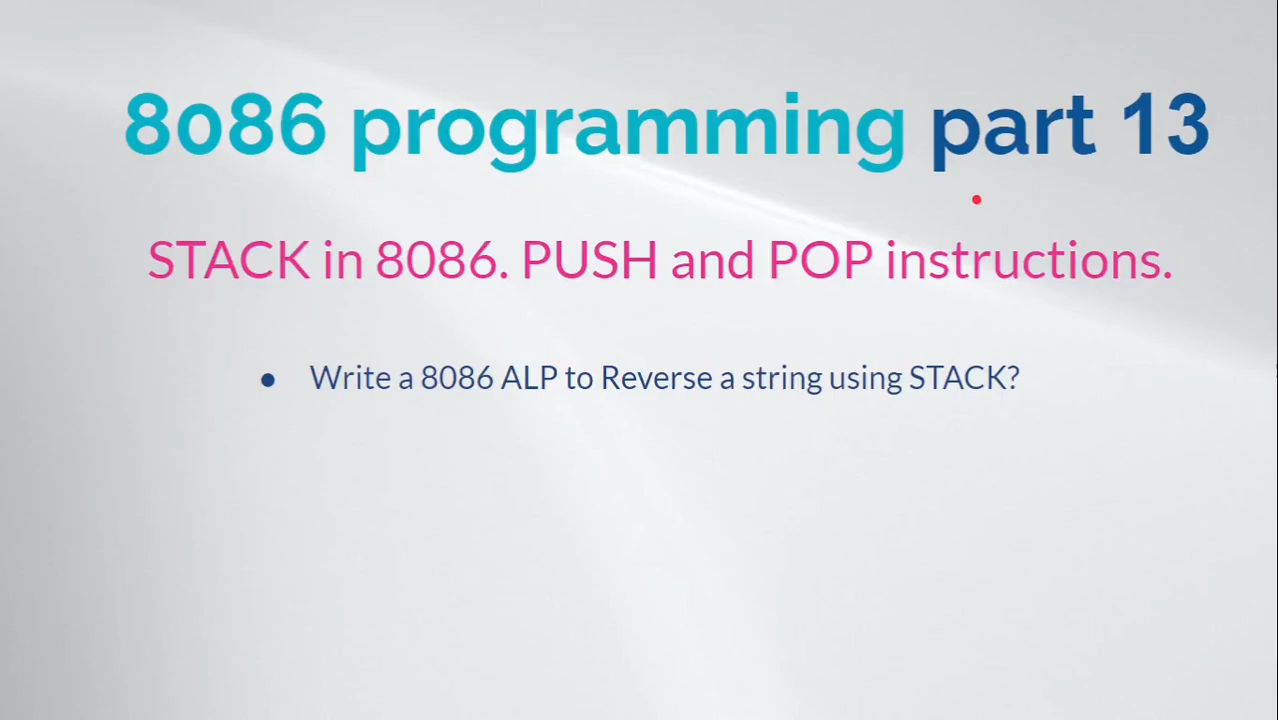 8086 programming part 13
STACK in 8086. PUSH and POP instructions.
● Write a 8086 ALP to Reverse a string using STACK?